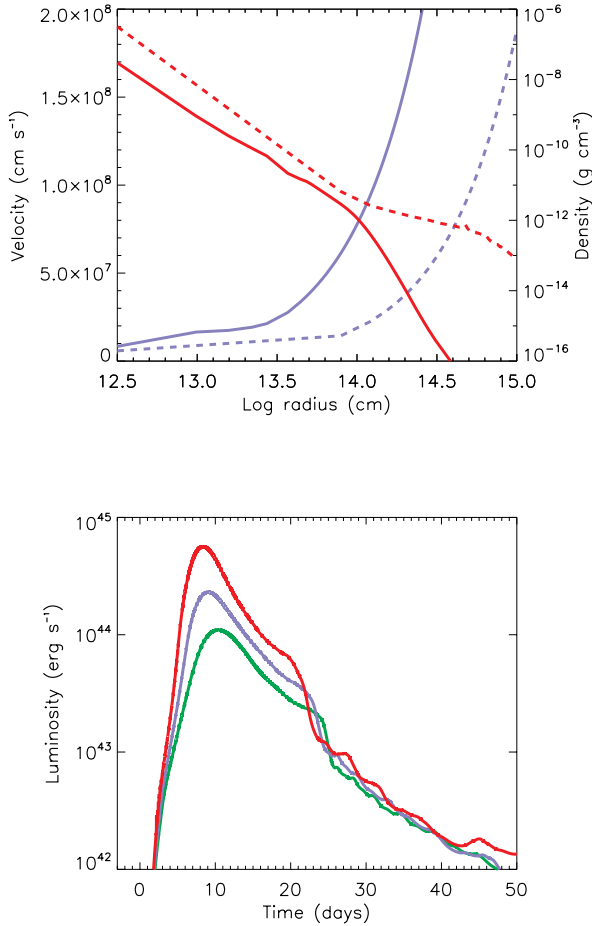 2.0×10⁸
1.5×10⁸
1.0×10⁸
5.0×10⁷
0
Velocity (cm s⁻¹)
10⁻⁶
10⁻⁸
10⁻¹⁰
10⁻¹²
10⁻¹⁴
10⁻¹⁶
Density (g cm⁻³)
12.5 13.0 13.5 14.0 14.5 15.0
Log radius (cm)
10⁴⁵
10⁴⁴
10⁴³
10⁴²
Luminosity (erg s⁻¹)
0 10 20 30 40 50
Time (days)